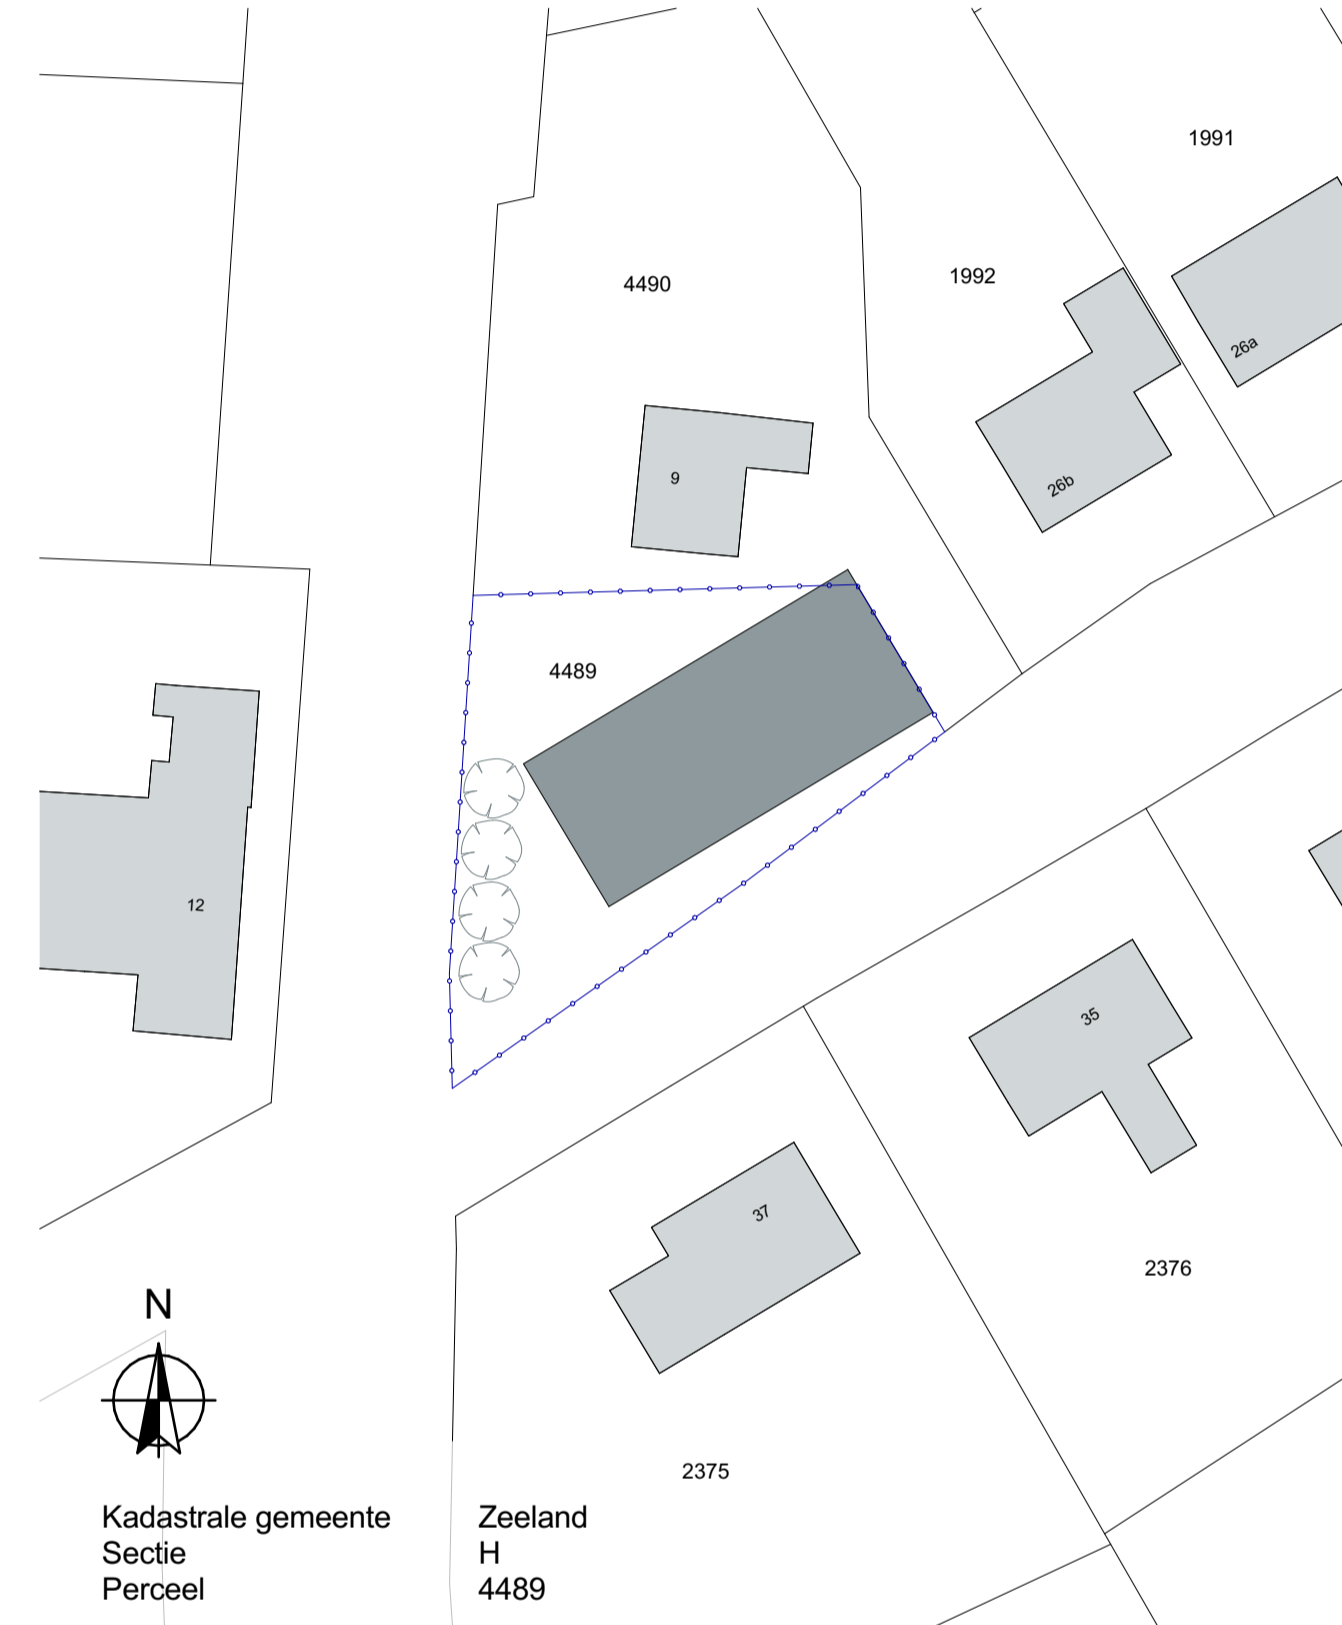 1991
1992
4490
26a
9
26b
4489
12
35
37
2376
N
2375
Kadastrale gemeente Zeeland
Sectie H
Perceel 4489